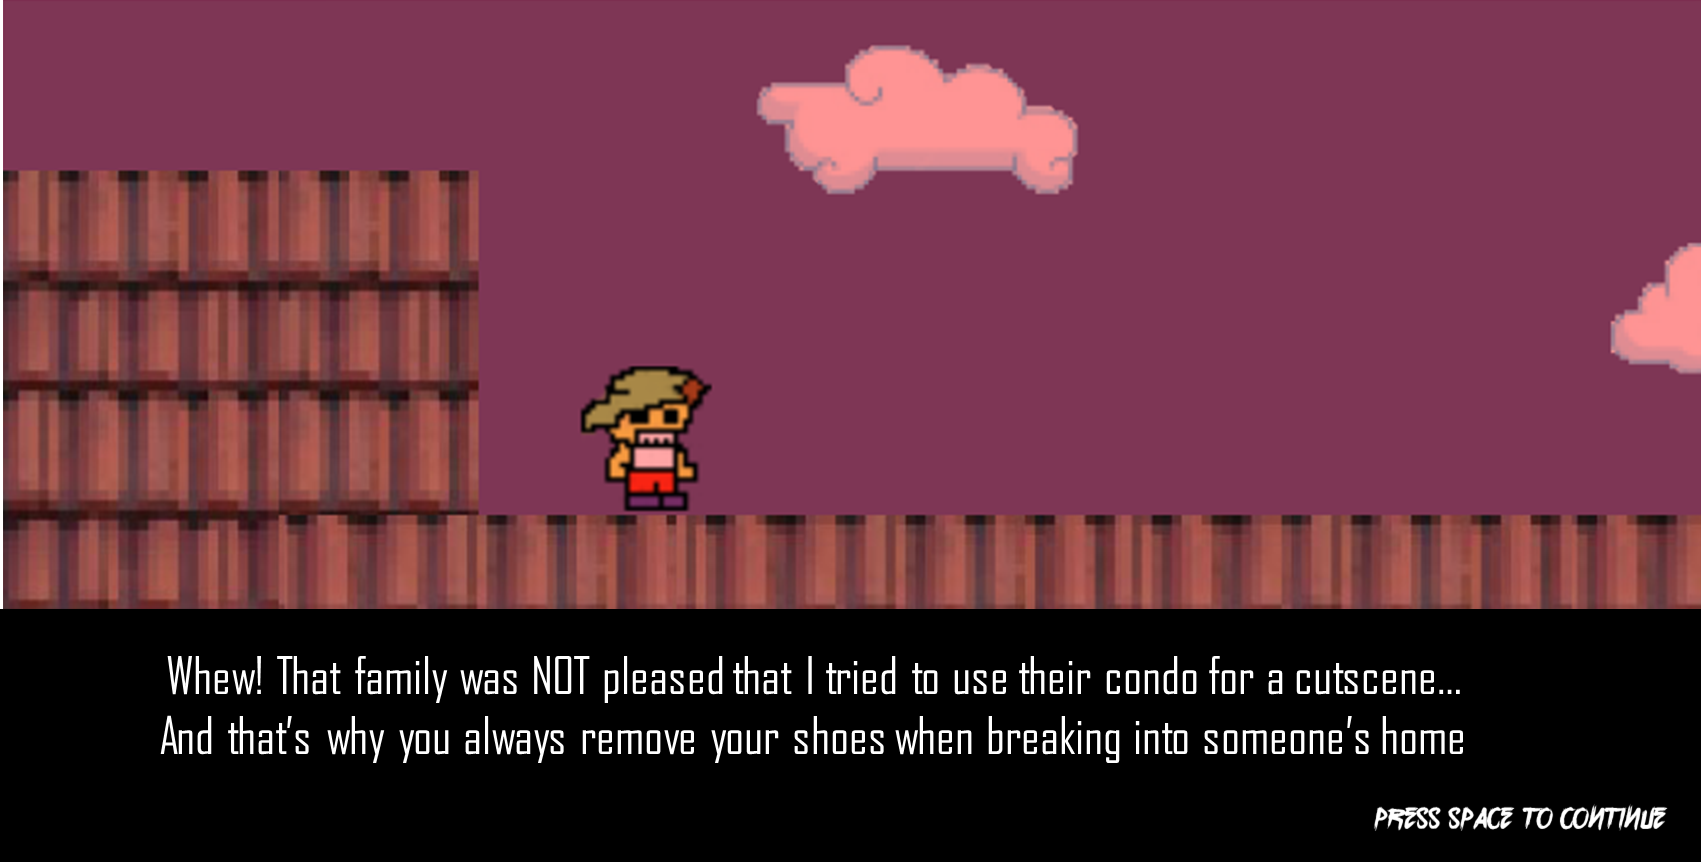 Whew! That family was NOT pleased that I tried to use their condo for a cutscene...
And that's why you always remove your shoes when breaking into someone's home
PRESS SPACE TO CONTINUE